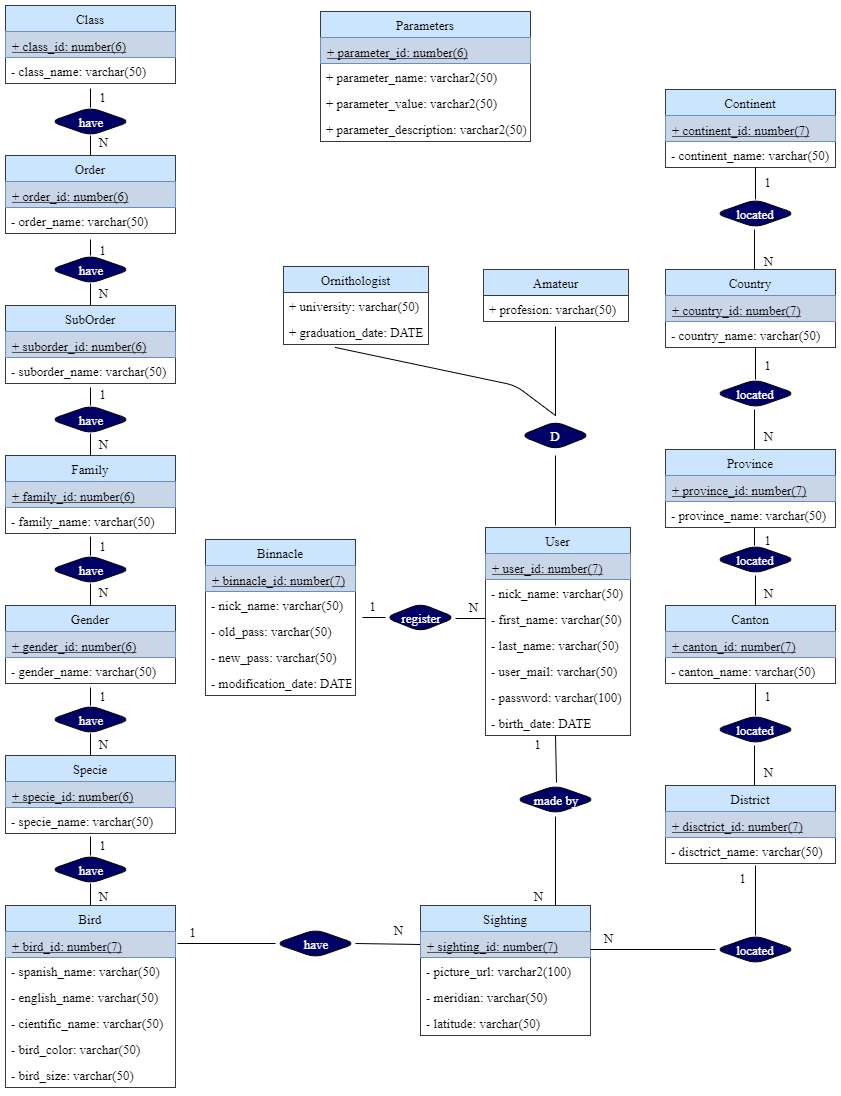 Class
+ class_id: number(6)
- class_name: varchar(50)
1
have
N
Order
+ order_id: number(6)
- order_name: varchar(50)
1
have
N
SubOrder
+ suborder_id: number(6)
- suborder_name: varchar(50)
1
have
N
Family
+ family_id: number(6)
- family_name: varchar(50)
1
have
N
Gender
+ gender_id: number(6)
- gender_name: varchar(50)
1
have
N
Specie
+ specie_id: number(6)
- specie_name: varchar(50)
1
have
N
Bird
+ bird_id: number(7)
- spanish_name: varchar(50)
- english_name: varchar(50)
- cientific_name: varchar(50)
- bird_color: varchar(50)
- bird_size: varchar(50)
1
have
N
Parameters
+ parameter_id: number(6)
+ parameter_name: varchar2(50)
+ parameter_value: varchar2(50)
+ parameter_description: varchar2(50)
Ornithologist
+ university: varchar(50)
+ graduation_date: DATE
Amateur
+ profesion: varchar(50)
D
Binnacle
+ binnacle_id: number(7)
- nick_name: varchar(50)
- old_pass: varchar(50)
- new_pass: varchar(50)
- modification_date: DATE
1
register
N
User
+ user_id: number(7)
- nick_name: varchar(50)
- first_name: varchar(50)
- last_name: varchar(50)
- user_mail: varchar(50)
- password: varchar(100)
- birth_date: DATE
1
made by
N
Sighting
+ sighting_id: number(7)
- picture_url: varchar2(100)
- meridian: varchar(50)
- latitude: varchar(50)
Continent
+ continent_id: number(7)
- continent_name: varchar(50)
1
located
N
Country
+ country_id: number(7)
- country_name: varchar(50)
1
located
N
Province
+ province_id: number(7)
- province_name: varchar(50)
1
located
N
Canton
+ canton_id: number(7)
- canton_name: varchar(50)
1
located
N
District
+ disctrict_id: number(7)
- disctrict_name: varchar(50)
1
N
located